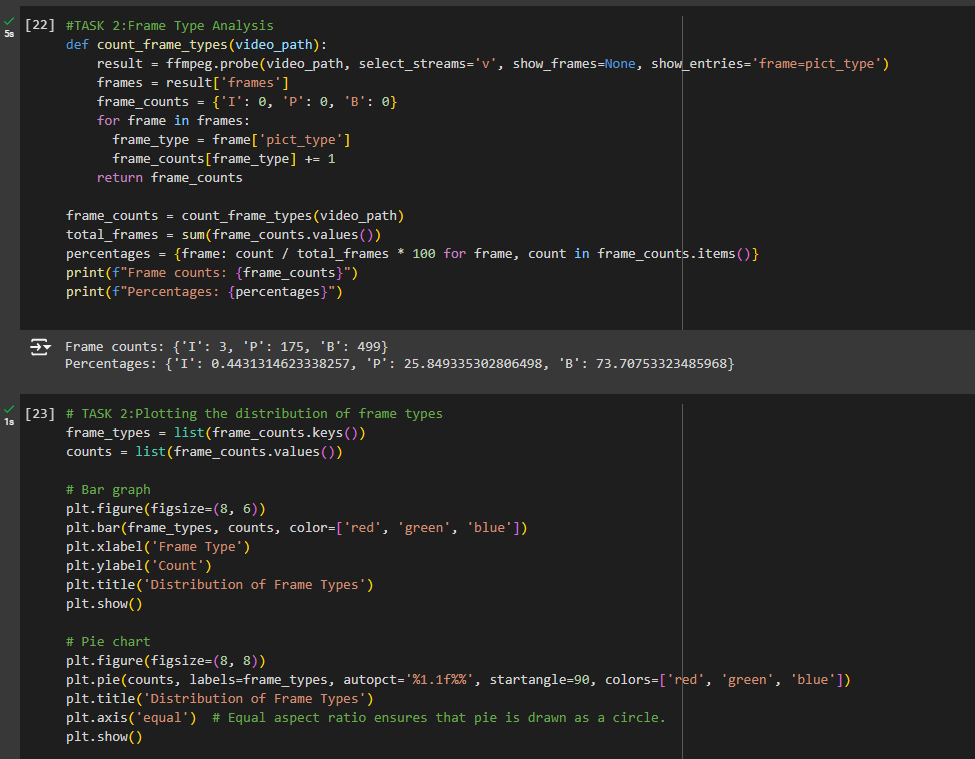 [22] #TASK 2:Frame Type Analysis
5s
def count_frame_types(video_path):
    result = ffmpeg.probe(video_path, select_streams='v', show_frames=None, show_entries='frame=pict_type')
    frames = result['frames']
    frame_counts = {'I': 0, 'P': 0, 'B': 0}
    for frame in frames:
      frame_type = frame['pict_type']
      frame_counts[frame_type] += 1
    return frame_counts

frame_counts = count_frame_types(video_path)
total_frames = sum(frame_counts.values())
percentages = {frame: count / total_frames * 100 for frame, count in frame_counts.items()}
print(f"Frame counts: {frame_counts}")
print(f"Percentages: {percentages}")

Frame counts: {'I': 3, 'P': 175, 'B': 499}
Percentages: {'I': 0.4431314623338257, 'P': 25.849335302806498, 'B': 73.70753323485968}

[23] # TASK 2:Plotting the distribution of frame types
1s
frame_types = list(frame_counts.keys())
counts = list(frame_counts.values())

# Bar graph
plt.figure(figsize=(8, 6))
plt.bar(frame_types, counts, color=['red', 'green', 'blue'])
plt.xlabel('Frame Type')
plt.ylabel('Count')
plt.title('Distribution of Frame Types')
plt.show()

# Pie chart
plt.figure(figsize=(8, 8))
plt.pie(counts, labels=frame_types, autopct='%1.1f%%', startangle=90, colors=['red', 'green', 'blue'])
plt.title('Distribution of Frame Types')
plt.axis('equal')  # Equal aspect ratio ensures that pie is drawn as a circle.
plt.show()